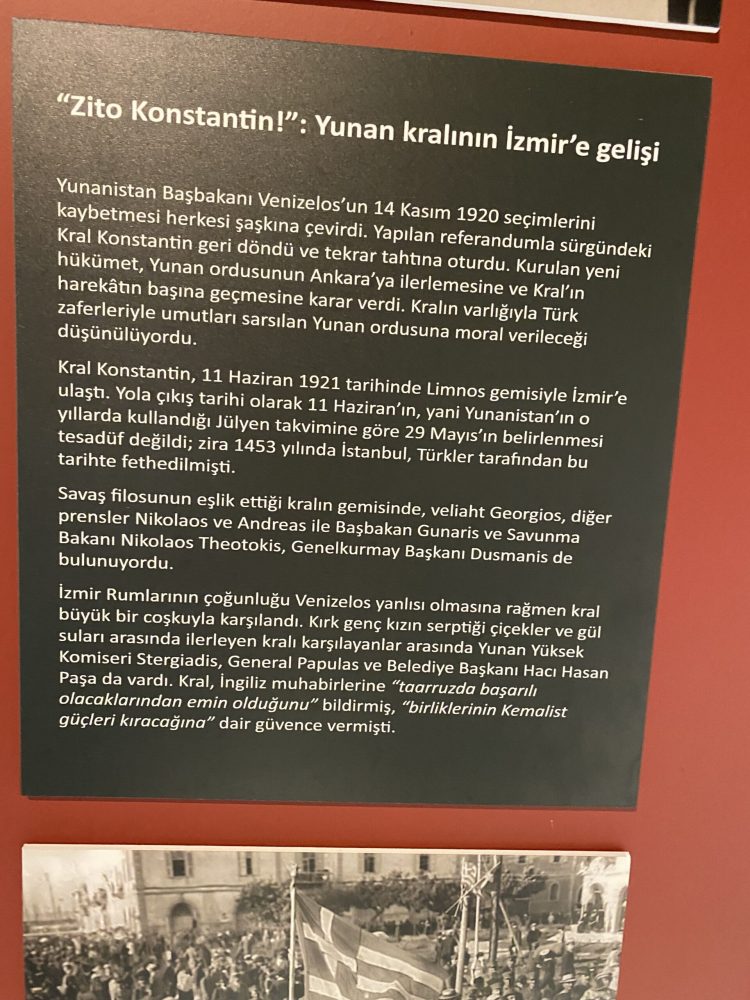 “Zito Konstantin!”: Yunan kralının İzmir’e gelişi
Yunanistan Başbakanı Venizelos’un 14 Kasım 1920 seçimlerini
kaybetmesi herkesi şaşkına çevirdi. Yapılan referandumla sürgündeki
Kral Konstantin geri döndü ve tekrar tahtına oturdu. Kurulan yeni
hükümet, Yunan ordusunun Ankara’ya ilerlemesine ve Kral’ın
harekâtın başına geçmesine karar verdi. Kralın varlığıyla Türk
zaferleriyle umutları sarsılan Yunan ordusuna moral verileceği
düşünülüyordu.
Kral Konstantin, 11 Haziran 1921 tarihinde Limnos gemisiyle İzmir’e
ulaştı. Yola çıkış tarihi olarak 11 Haziran’ın, yani Yunanistan’ın o
yıllarda kullandığı Jülyen takvimine göre 29 Mayıs’ın belirlenmesi
tesadüf değildi; zira 1453 yılında İstanbul, Türkler tarafından bu
tarihte fethedilmişti.
Savaş filosunun eşlik ettiği kralın gemisinde, veliaht Georgios, diğer
prensler Nikolaos ve Andreas ile Başbakan Gunaris ve Savunma
Bakanı Nikolaos Theotokis, Genelkurmay Başkanı Dusmanis de
bulunuyordu.
İzmir Rumlarının çoğunluğu Venizelos yanlısı olmasına rağmen kral
büyük bir coşkuyla karşılandı. Kırk genç kızın serptiği çiçekler ve gül
suları arasında ilerleyen kralı karşılayanlar arasında Yunan Yüksek
Komiseri Stergiadis, General Papulas ve Belediye Başkanı Hacı Hasan
Paşa da vardı. Kral, İngiliz muhabirlerine “taarruzda başarılı
olacaklarından emin olduğunu” bildirmiş, “birliklerinin Kemalist
güçleri kıracağına” dair güvence vermişti.